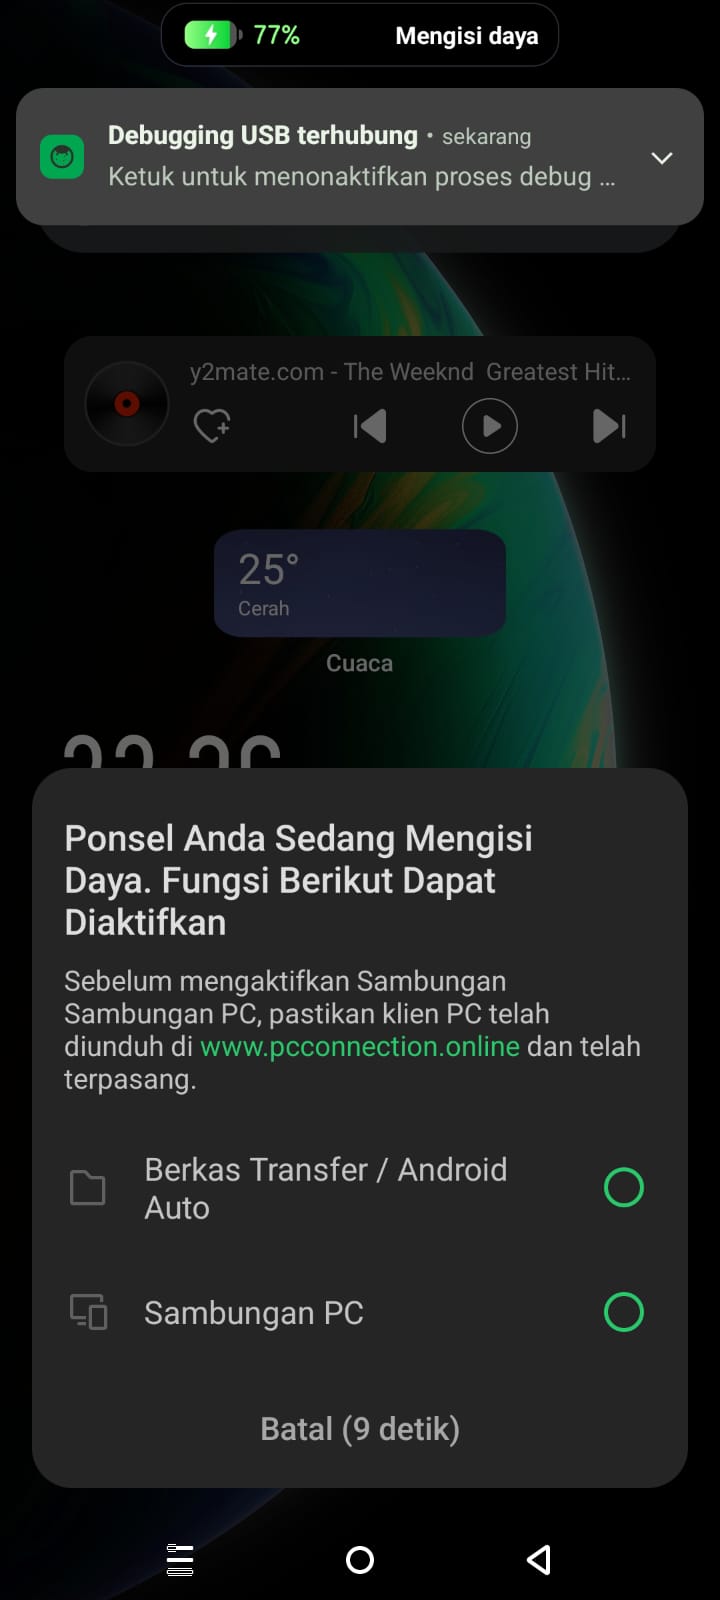 77%
Mengisi daya
Debugging USB terhubung • sekarang
Ketuk untuk menonaktifkan proses debug ...
y2mate.com - The Weeknd Greatest Hit...
25°
Cerah
Cuaca
Ponsel Anda Sedang Mengisi
Daya. Fungsi Berikut Dapat
Diaktifkan
Sebelum mengaktifkan Sambungan
Sambungan PC, pastikan klien PC telah
diunduh di www.pcconnection.online dan telah
terpasang.
Berkas Transfer / Android
Auto
Sambungan PC
Batal (9 detik)